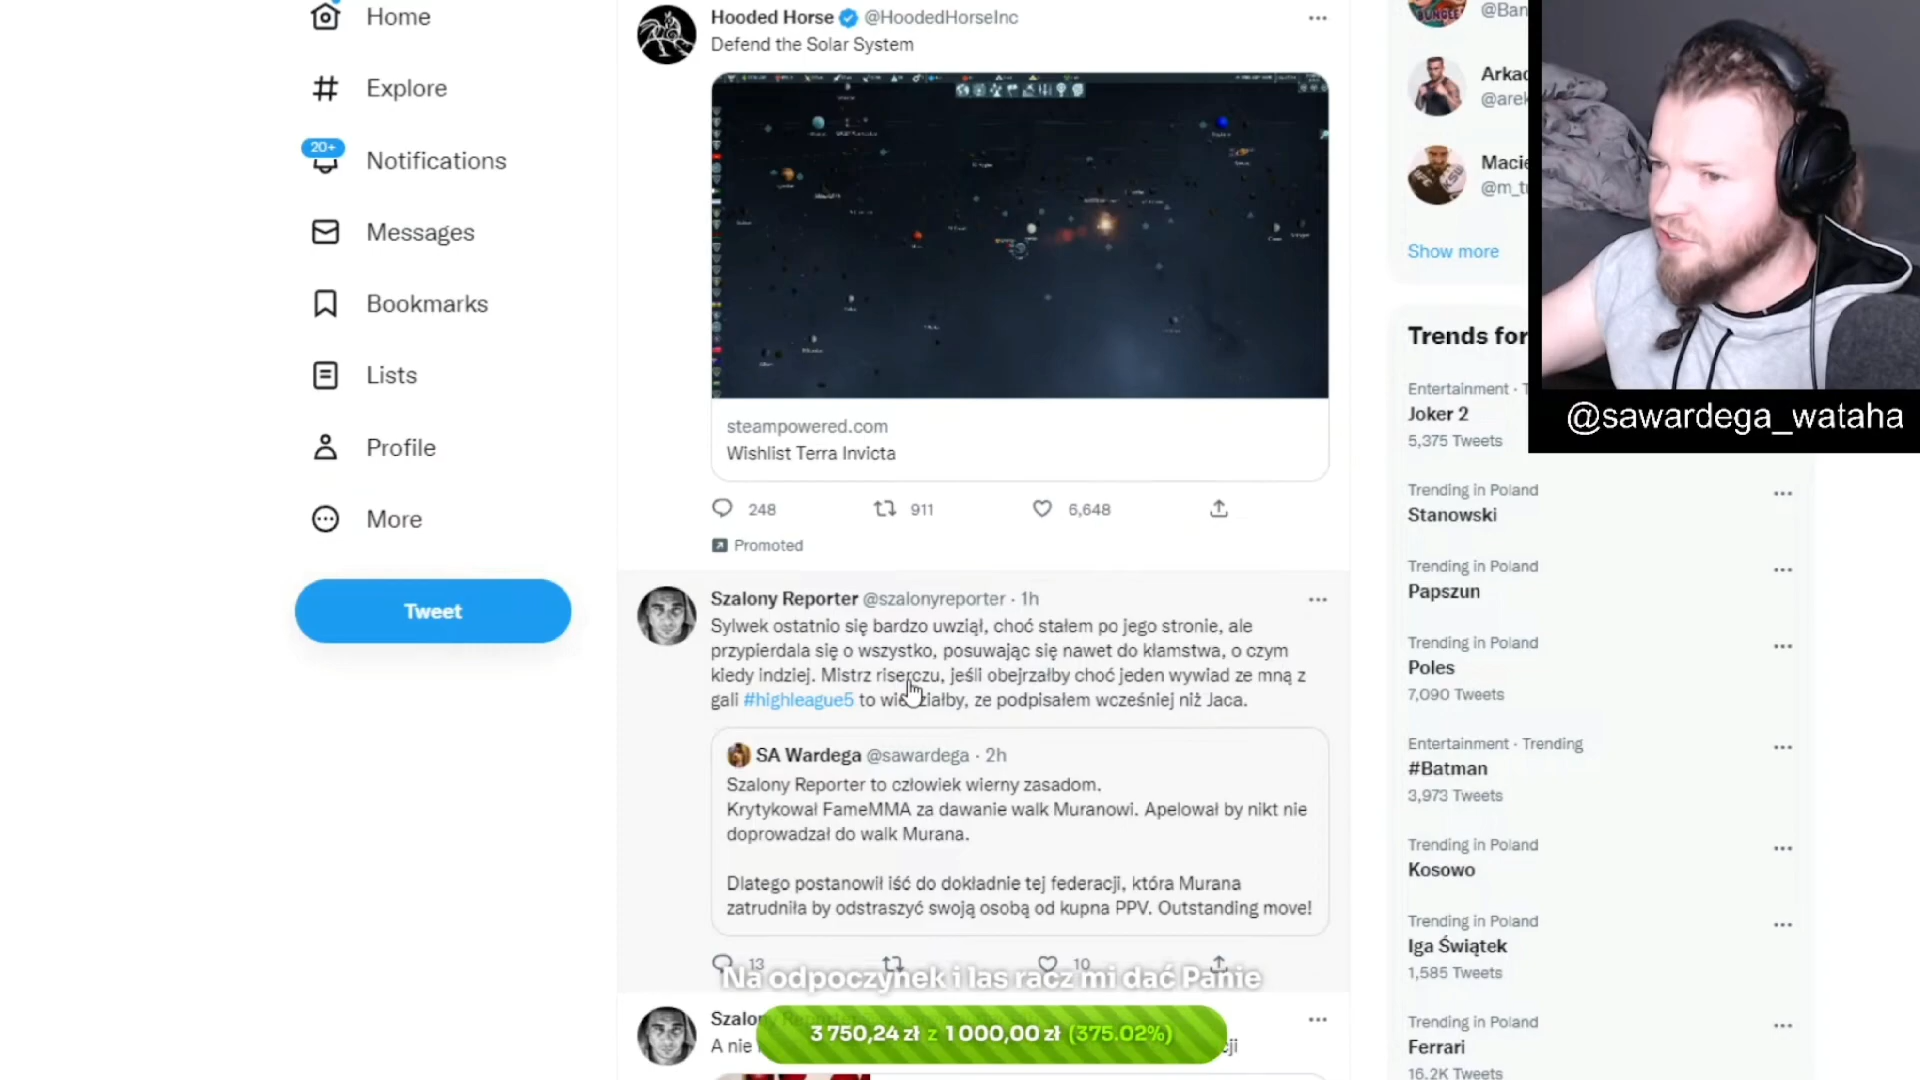 Home
Explore
20+
Notifications
Messages
Bookmarks
Lists
Profile
More
Tweet
Hooded Horse @HoodedHorseInc
Defend the Solar System
steampowered.com
Wishlist Terra Invicta
248 911 6,648
Promoted
Szalony Reporter @szalonyreporter · 1h
Sylwek ostatnio się bardzo uwziął, choć stałem po jego stronie, ale
przypierdala się o wszystko, posuwając się nawet do kłamstwa, o czym
kiedy indziej. Mistrz riserczu, jeśli obejrzałby choć jeden wywiad ze mną z
gali #highleague5 to wiedziałby, ze podpisałem wcześniej niż Jaca.
SA Wardega @sawardega · 2h
Szalony Reporter to człowiek wierny zasadom.
Krytykował FameMMA za dawanie walk Muranowi. Apelował by nikt nie
doprowadzał do walk Murana.
Dlatego postanowił iść do dokładnie tej federacji, która Murana
zatrudniła by odstraszyć swoją osobą od kupna PPV. Outstanding move!
13 10
Na odpoczynek i las racz mi dać Panie
3 750,24 zł z 1 000,00 zł (375.02%)
Szalo
A nie
@Ban
Arkad
@arek
Macie
Show more
Trends for
Entertainment ·
Joker 2
5,375 Tweets
Trending in Poland
Stanowski
Trending in Poland
Papszun
Trending in Poland
Poles
7,090 Tweets
Entertainment · Trending
#Batman
3,973 Tweets
Trending in Poland
Kosowo
Trending in Poland
Iga Świątek
1,585 Tweets
Trending in Poland
Ferrari
16.2K Tweets
@sawardega_wataha